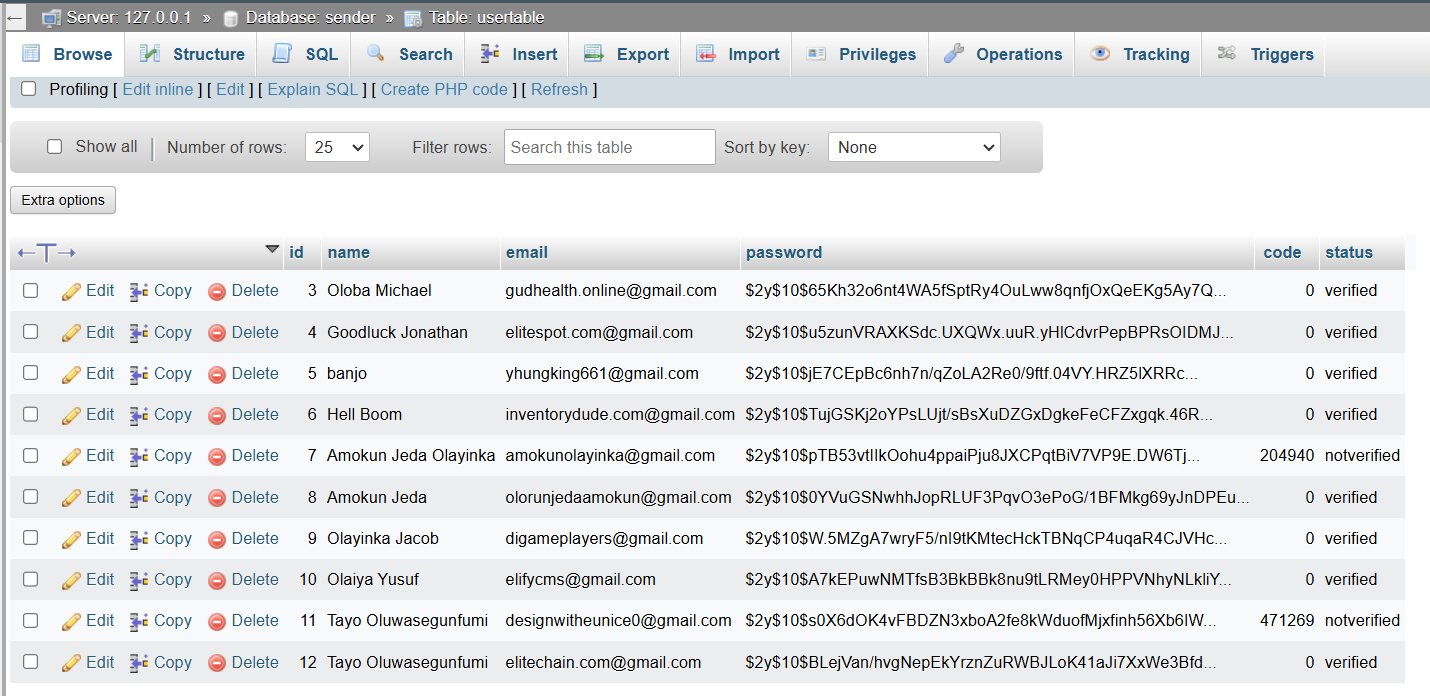 Server: 127.0.0.1 » Database: sender » Table: usertable
Browse Structure SQL Search Insert Export Import Privileges Operations Tracking Triggers
Profiling [ Edit inline ] [ Edit ] [ Explain SQL ] [ Create PHP code ] [ Refresh ]
Show all | Number of rows: 25 Filter rows: Search this table Sort by key: None
Extra options
←T→ id name email password code status
Edit Copy Delete 3 Oloba Michael gudhealth.online@gmail.com $2y$10$65Kh32o6nt4WA5fSptRy4OuLww8qnfjOxQeEKg5Ay7Q... 0 verified
Edit Copy Delete 4 Goodluck Jonathan elitespot.com@gmail.com $2y$10$u5zunVRAXKSdc.UXQWx.uuR.yHlCdvrPepBPRsOIDMJ... 0 verified
Edit Copy Delete 5 banjo yhungking661@gmail.com $2y$10$jE7CEpBc6nh7n/qZoLA2Re0/9ftf.04VY.HRZ5lXRRc... 0 verified
Edit Copy Delete 6 Hell Boom inventorydude.com@gmail.com $2y$10$TujGSKj2oYPsLUjt/sBsXuDZGxDgkeFeCFZxgqk.46R... 0 verified
Edit Copy Delete 7 Amokun Jeda Olayinka amokunolayinka@gmail.com $2y$10$pTB53vtIlkOohu4ppaiPju8JXCPqtBiV7VP9E.DW6Tj... 204940 notverified
Edit Copy Delete 8 Amokun Jeda olorunjedaamokun@gmail.com $2y$10$0YVuGSNwhhJopRLUF3PqvO3ePoG/1BFMkg69yJnDPEu... 0 verified
Edit Copy Delete 9 Olayinka Jacob digameplayers@gmail.com $2y$10$W.5MZgA7wryF5/nI9tKMtecHckTBNqCP4uqaR4CJVHc... 0 verified
Edit Copy Delete 10 Olaiya Yusuf elifycms@gmail.com $2y$10$A7kEPuwNMTfsB3BkBBk8nu9tLRMey0HPPVNhyNLkliY... 0 verified
Edit Copy Delete 11 Tayo Oluwasegunfumi designwitheunice0@gmail.com $2y$10$s0X6dOK4vFBDZN3xboA2fe8kWduofMjxfinh56Xb6IW... 471269 notverified
Edit Copy Delete 12 Tayo Oluwasegunfumi elitechain.com@gmail.com $2y$10$BLejVan/hvgNepEkYrznZuRWBJLoK41aJi7XxWe3Bfd... 0 verified